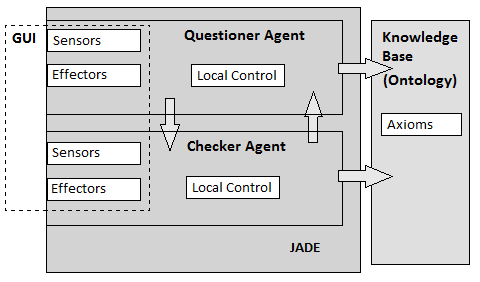 GUI
Sensors
Effectors
Questioner Agent
Local Control
Sensors
Effectors
Checker Agent
Local Control
JADE
Knowledge
Base
(Ontology)
Axioms